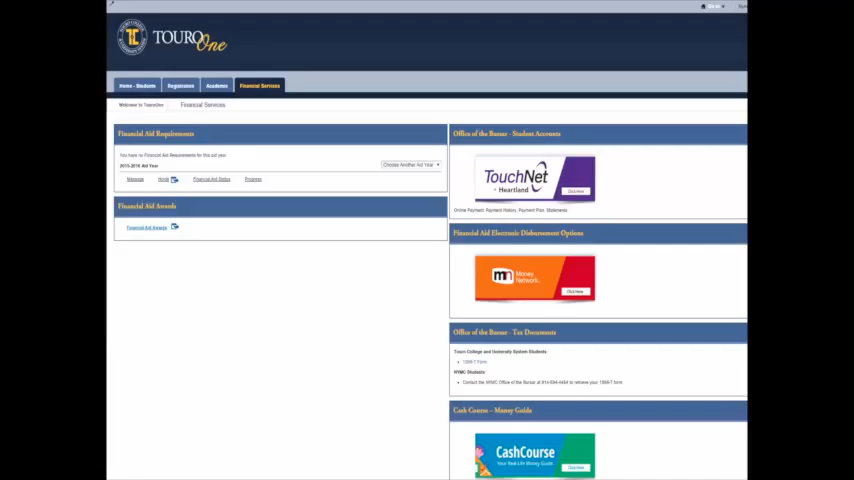 TOURO One
Home - Students
Registration
Academic
Financial Services
Welcome to TouroOne
Financial Services
Financial Aid Requirements
You have no Financial Aid Requirements for this aid year
2015-2016 Aid Year
Choose Another Aid Year
Message
Holds
Financial Aid Status
Progress
Financial Aid Awards
Financial Aid Awards
Office of the Bursar - Student Accounts
TouchNet
Heartland
Click Here
Online Payment, Payment History, Payment Plan, Statements
Financial Aid Electronic Disbursement Options
mn Money
Network
Click Here
Office of the Bursar - Tax Documents
Touro College and University System Students
1098-T Form
NYMC Students:
Cash Course - Money Guide
CashCourse
Your Real-Life Money Guide
Click Here